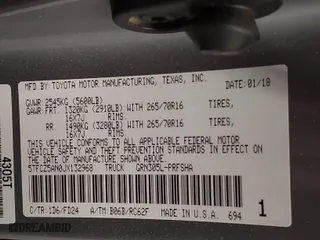 MFD. BY: TOYOTA MOTOR MANUFACTURING, TEXAS, INC.
GVWR: 2545KG (5600LB) DATE: 01/18
GAWR: FT. 1320KG (2910LB) WITH 265/70R16 TIRES,
16X7J RIMS
RR. 1490KG (3280LB) WITH 265/70R16 TIRES,
16X7J RIMS
THIS VEHICLE CONFORMS TO ALL APPLICABLE FEDERAL MOTOR
VEHICLE SAFETY AND THEFT PREVENTION STANDARDS IN EFFECT
ON THE DATE OF MANUFACTURE SHOWN ABOVE.
5TFCZ5AN0JX132968 TRUCK GRN305L-PRFSHA
C/TR: 1D6/FD24 A/TM: B06B/RC62F MADE IN U.S.A. 694 1
4305T